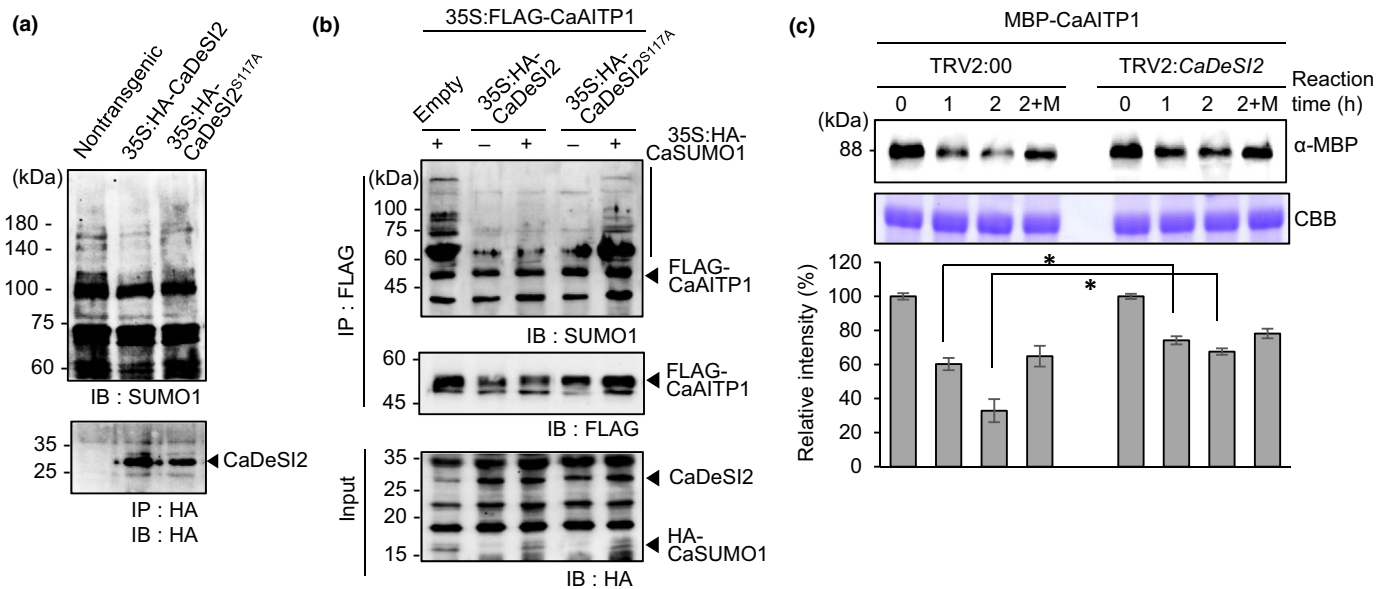 (a)
Nontransgenic
35S:HA-CaDeSI2
35S:HA-
CaDeSI2S117A
(kDa)
180 -
140 -
100 -
75 -
60 -
IB : SUMO1
35 -
25 -
CaDeSI2
IP : HA
IB : HA
(b)
35S:FLAG-CaAITP1
Empty
35S:HA-
CaDeSI2
35S:HA-
CaDeSI2S117A
+ – + – +
35S:HA-
CaSUMO1
(kDa)
100 -
75 -
60 -
45 -
IP : FLAG
FLAG-
CaAITP1
IB : SUMO1
60 -
45 -
FLAG-
CaAITP1
IB : FLAG
Input
35 -
25 -
20 -
15 -
CaDeSI2
HA-
CaSUMO1
IB : HA
(c)
MBP-CaAITP1
TRV2:00 TRV2:CaDeSI2
Reaction
time (h)
0 1 2 2+M 0 1 2 2+M
(kDa)
88 -
α-MBP
CBB
Relative intensity (%)
120
100
80
60
40
20
0
*
*